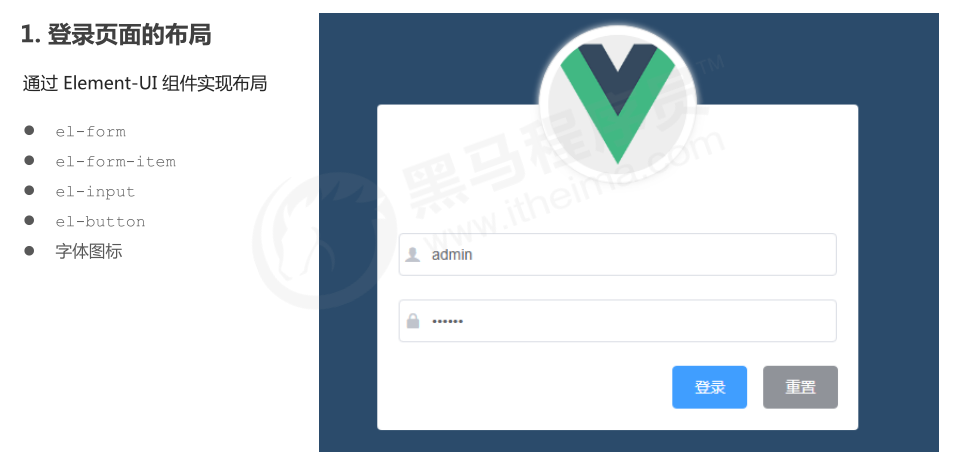 1. 登录页面的布局
通过 Element-UI 组件实现布局
● el-form
● el-form-item
● el-input
● el-button
● 字体图标
黑马程序员™
www.itheima.com
admin
••••••
登录 重置